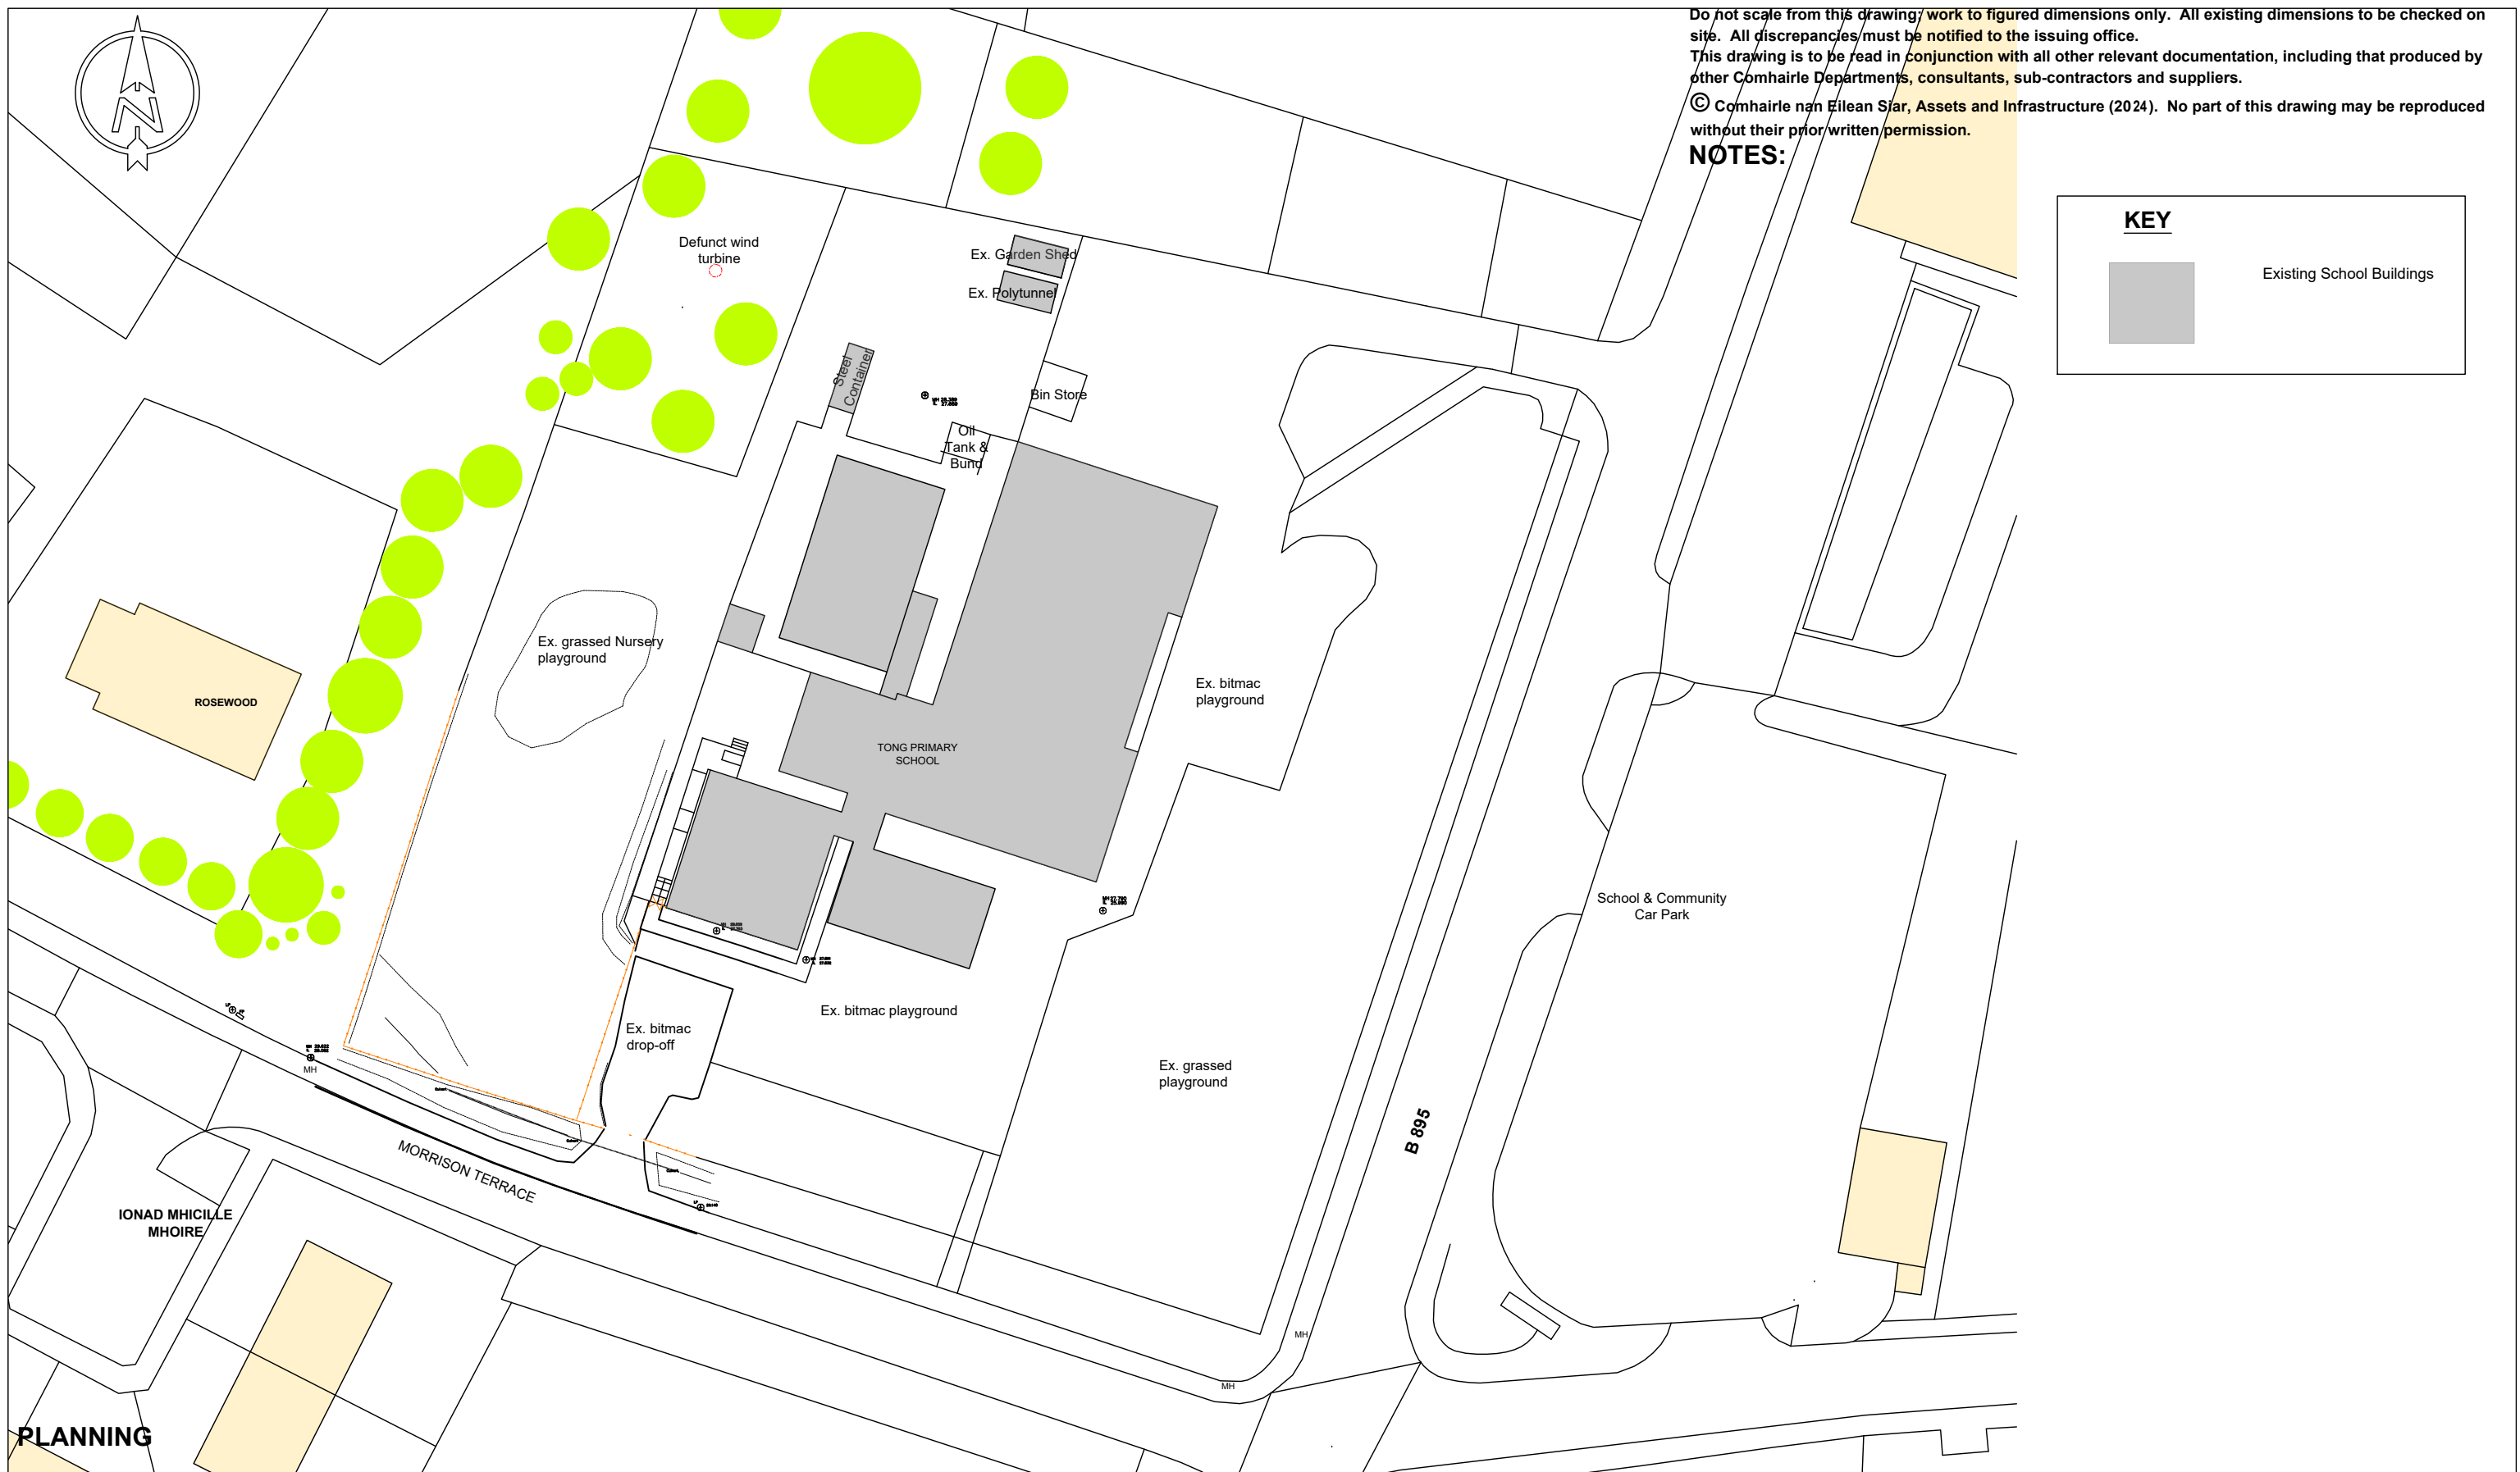 Do not scale from this drawing; work to figured dimensions only.  All existing dimensions to be checked on
site.  All discrepancies must be notified to the issuing office.
This drawing is to be read in conjunction with all other relevant documentation, including that produced by
other Comhairle Departments, consultants, sub-contractors and suppliers.
© Comhairle nan Eilean Siar, Assets and Infrastructure (2024).  No part of this drawing may be reproduced
without their prior written permission.
NOTES:
KEY
Existing School Buildings
N
Defunct wind
turbine
Ex. Garden Shed
Ex. Polytunnel
Steel
Container
Bin Store
Oil
Tank &
Bund
Ex. grassed Nursery
playground
ROSEWOOD
Ex. bitmac
playground
TONG PRIMARY
SCHOOL
School & Community
Car Park
Ex. bitmac playground
Ex. bitmac
drop-off
Ex. grassed
playground
MH
B 895
MORRISON TERRACE
IONAD MHICILLE
MHOIRE
MH
MH
PLANNING